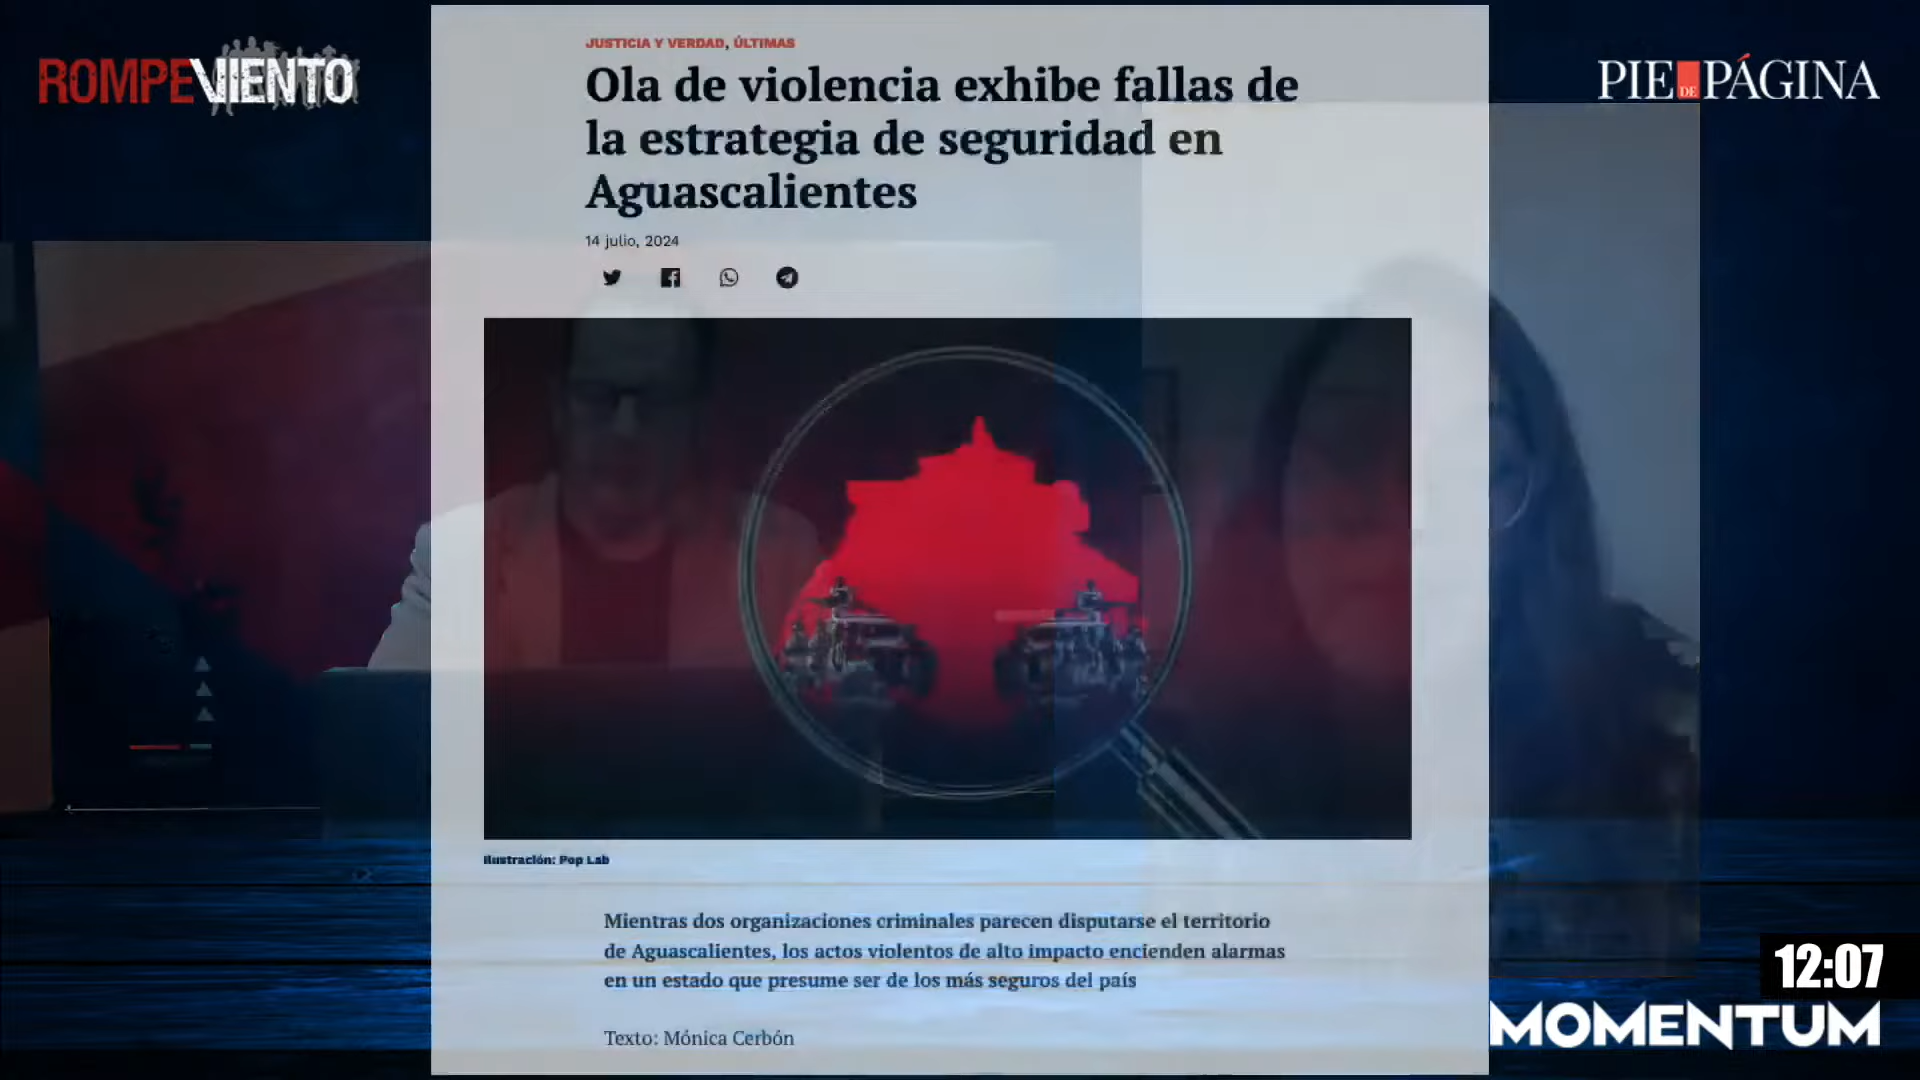 ROMPEVIENTO
PIE DE PÁGINA
JUSTICIA Y VERDAD, ÚLTIMAS
Ola de violencia exhibe fallas de
la estrategia de seguridad en
Aguascalientes
14 julio, 2024
Ilustración: Pop Lab
Mientras dos organizaciones criminales parecen disputarse el territorio
de Aguascalientes, los actos violentos de alto impacto encienden alarmas
en un estado que presume ser de los más seguros del país
Texto: Mónica Cerbón
12:07
MOMENTUM